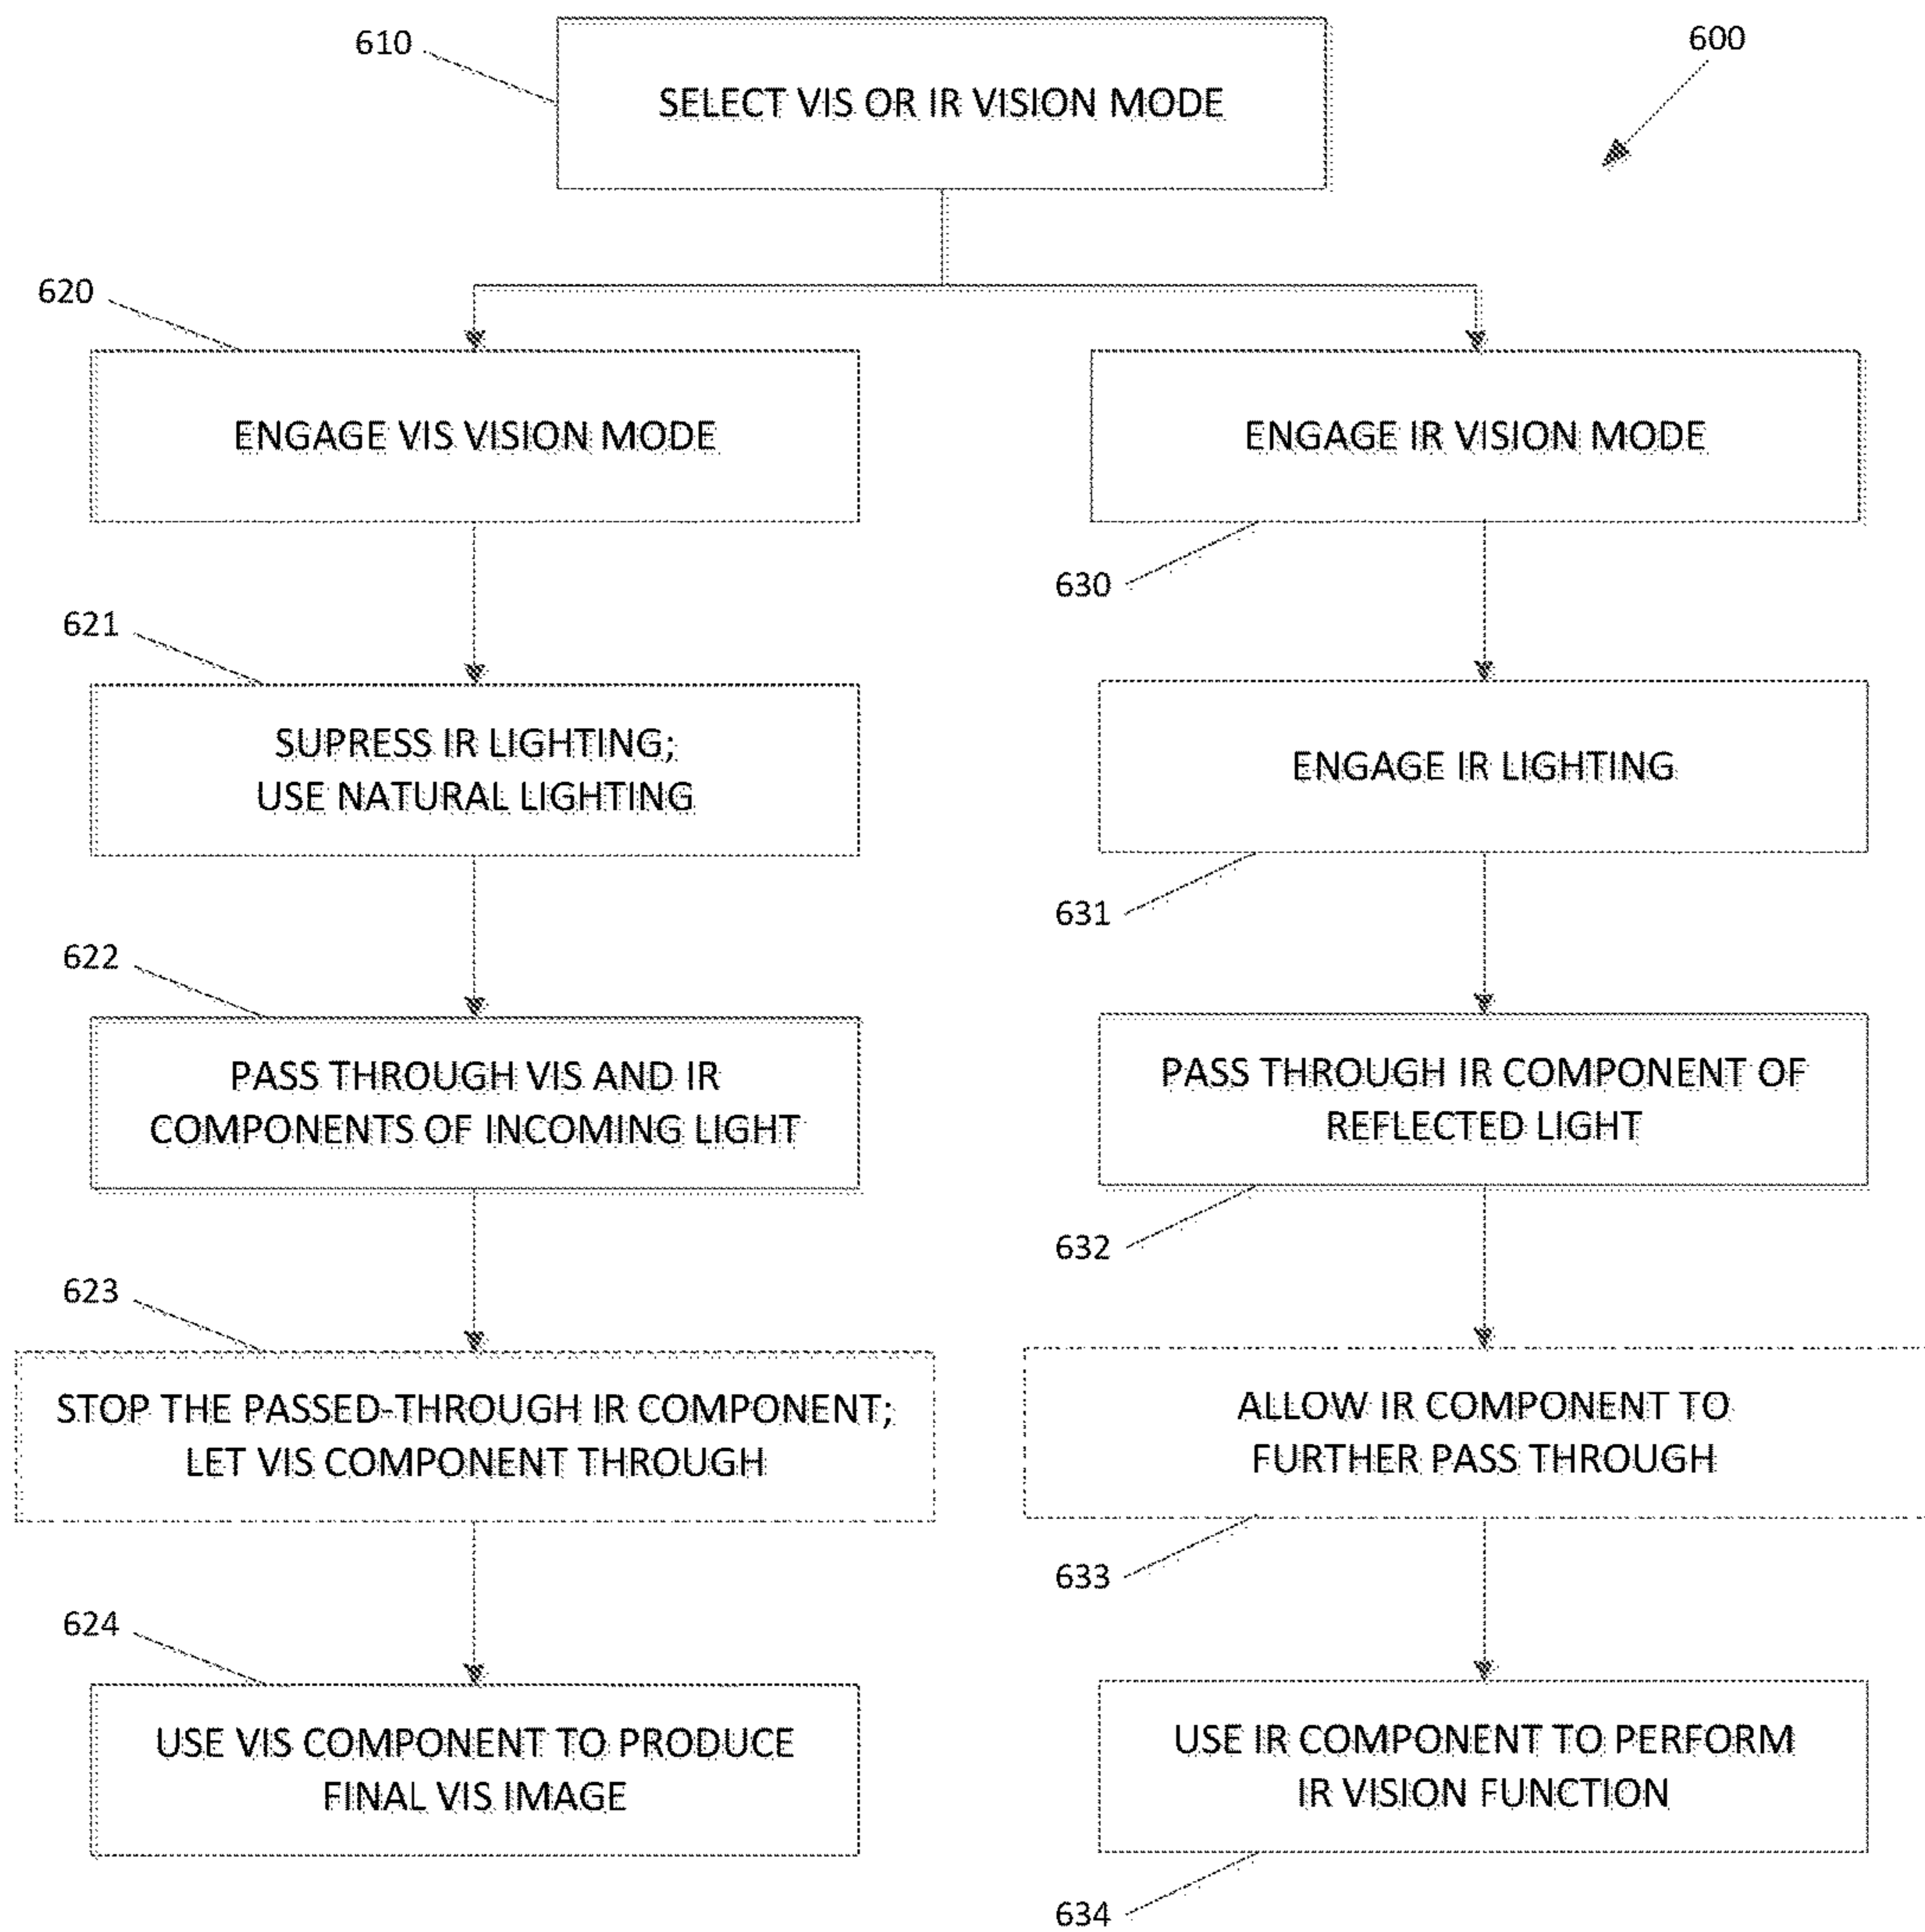 610
600
SELECT VIS OR IR VISION MODE
620
ENGAGE VIS VISION MODE
ENGAGE IR VISION MODE
630
621
SUPRESS IR LIGHTING;
USE NATURAL LIGHTING
ENGAGE IR LIGHTING
631
622
PASS THROUGH VIS AND IR
COMPONENTS OF INCOMING LIGHT
PASS THROUGH IR COMPONENT OF
REFLECTED LIGHT
632
623
STOP THE PASSED-THROUGH IR COMPONENT;
LET VIS COMPONENT THROUGH
ALLOW IR COMPONENT TO
FURTHER PASS THROUGH
633
624
USE VIS COMPONENT TO PRODUCE
FINAL VIS IMAGE
USE IR COMPONENT TO PERFORM
IR VISION FUNCTION
634